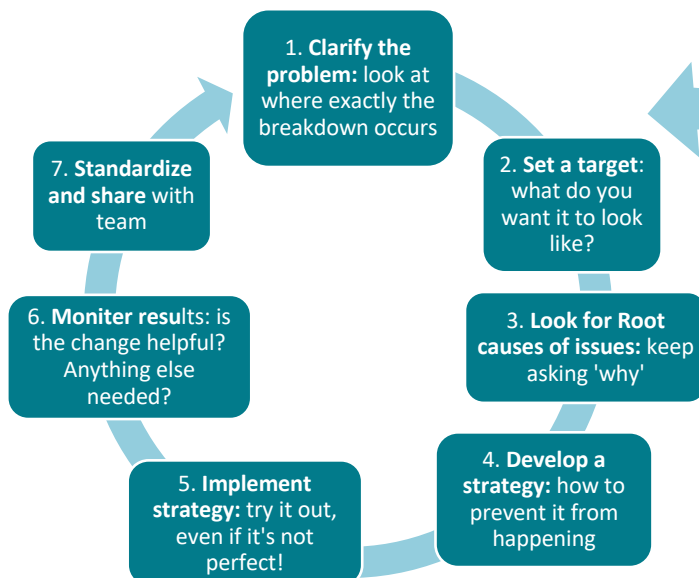 1. Clarify the
problem: look at
where exactly the
breakdown occurs
2. Set a target:
what do you
want it to look
like?
3. Look for Root
causes of issues: keep
asking 'why'
4. Develop a
strategy: how to
prevent it from
happening
5. Implement
strategy: try it out,
even if it's not
perfect!
6. Moniter results: is
the change helpful?
Anything else
needed?
7. Standardize
and share with
team